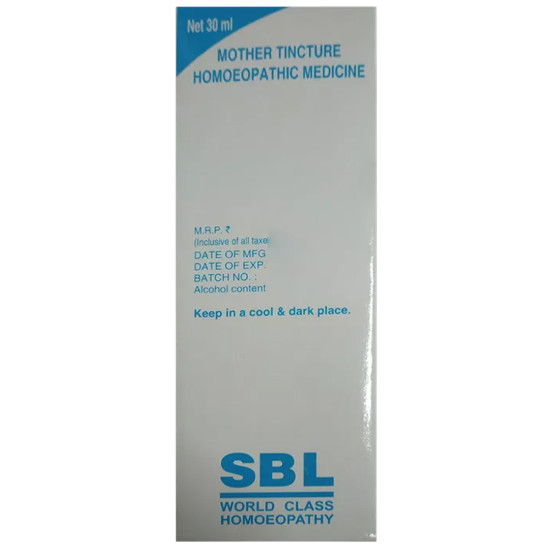 Net 30 ml
MOTHER TINCTURE
HOMOEOPATHIC MEDICINE
M.R.P. ₹
(Inclusive of all taxe
DATE OF MFG
DATE OF EXP.
BATCH NO. :
Alcohol content
Keep in a cool & dark place.
SBL
WORLD CLASS
HOMOEOPATHY